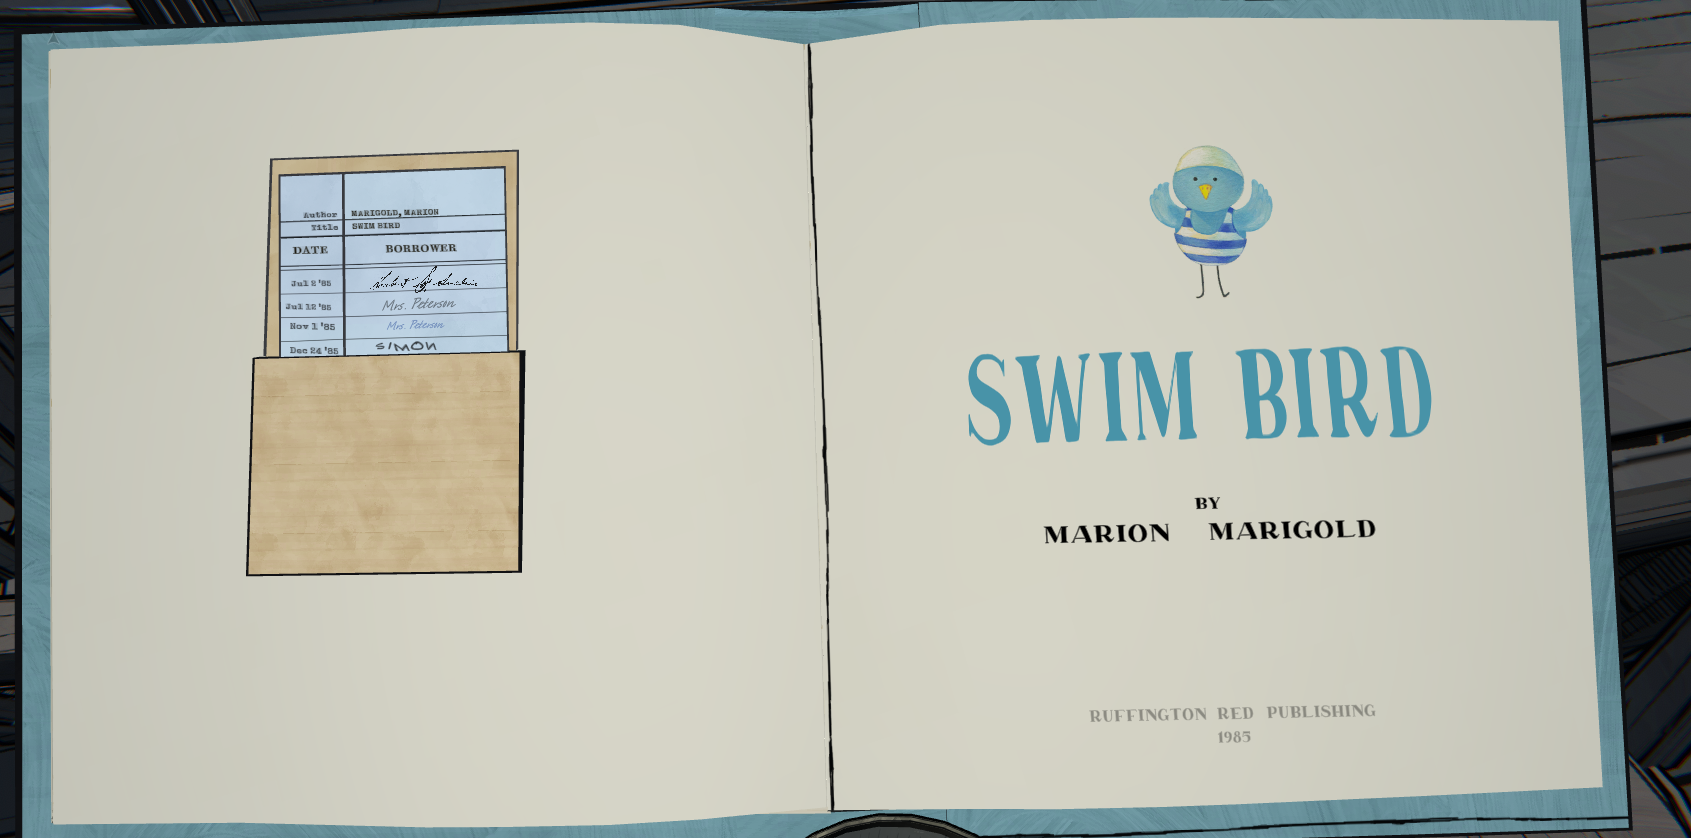 Author MARIGOLD, MARION
Title SWIM BIRD
DATE BORROWER
Jul 2 '85
Jul 12 '85 Mrs. Peterson
Nov 1 '85 Mrs. Peterson
Dec 24 '85 SIMON
SWIM BIRD
BY
MARION MARIGOLD
RUFFINGTON RED PUBLISHING
1985